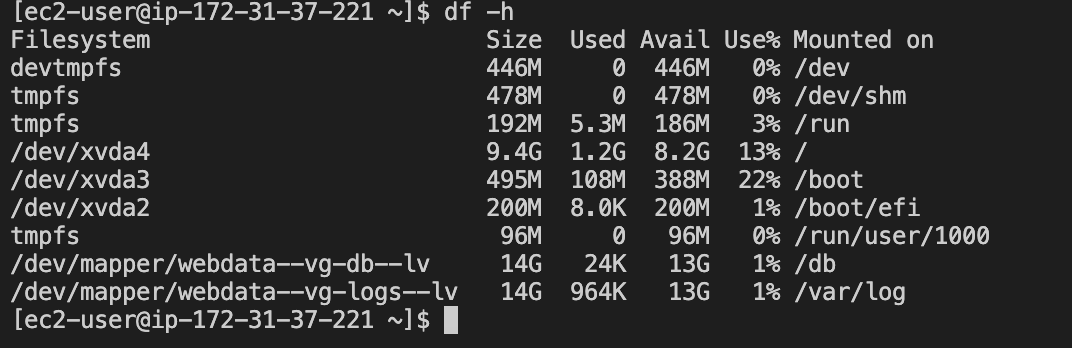 [ec2-user@ip-172-31-37-221 ~]$ df -h
Filesystem                       Size  Used Avail Use% Mounted on
devtmpfs                         446M     0  446M   0% /dev
tmpfs                            478M     0  478M   0% /dev/shm
tmpfs                            192M  5.3M  186M   3% /run
/dev/xvda4                       9.4G  1.2G  8.2G  13% /
/dev/xvda3                       495M  108M  388M  22% /boot
/dev/xvda2                       200M  8.0K  200M   1% /boot/efi
tmpfs                             96M     0   96M   0% /run/user/1000
/dev/mapper/webdata--vg-db--lv    14G   24K   13G   1% /db
/dev/mapper/webdata--vg-logs--lv  14G  964K   13G   1% /var/log
[ec2-user@ip-172-31-37-221 ~]$